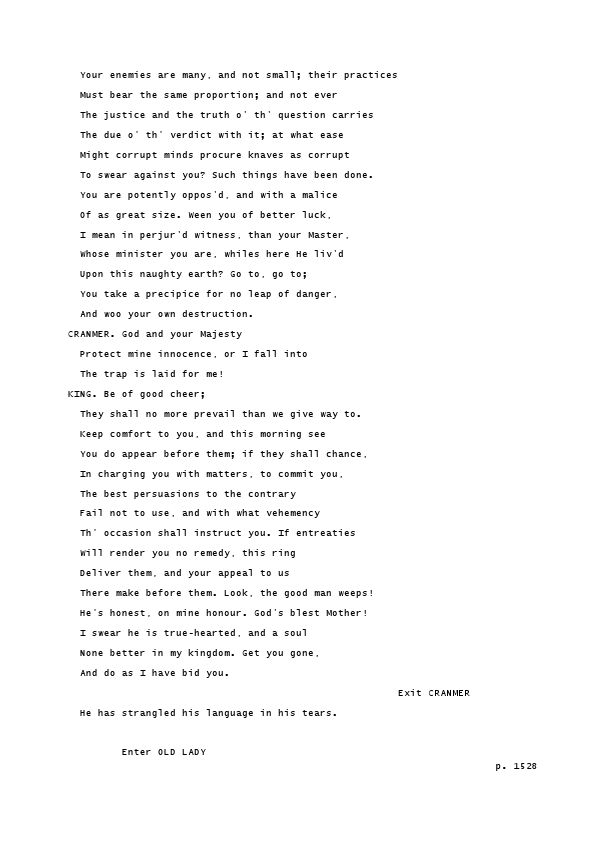 Your enemies are many, and not small; their practices
Must bear the same proportion; and not ever
The justice and the truth o' th' question carries
The due o' th' verdict with it; at what ease
Might corrupt minds procure knaves as corrupt
To swear against you? Such things have been done.
You are potently oppos'd, and with a malice
Of as great size. Ween you of better luck,
I mean in perjur'd witness, than your Master,
Whose minister you are, whiles here He liv'd
Upon this naughty earth? Go to, go to;
You take a precipice for no leap of danger,
And woo your own destruction.
CRANMER. God and your Majesty
Protect mine innocence, or I fall into
The trap is laid for me!
KING. Be of good cheer;
They shall no more prevail than we give way to.
Keep comfort to you, and this morning see
You do appear before them; if they shall chance,
In charging you with matters, to commit you,
The best persuasions to the contrary
Fail not to use, and with what vehemency
Th' occasion shall instruct you. If entreaties
Will render you no remedy, this ring
Deliver them, and your appeal to us
There make before them. Look, the good man weeps!
He's honest, on mine honour. God's blest Mother!
I swear he is true-hearted, and a soul
None better in my kingdom. Get you gone,
And do as I have bid you.
Exit CRANMER
He has strangled his language in his tears.
Enter OLD LADY
p. 1528